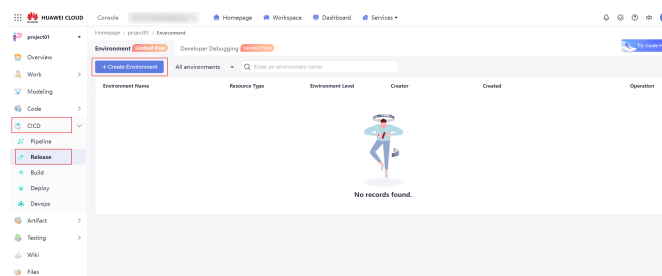 HUAWEI CLOUD Console Homepage Workspace Dashboard Services 中
project01
Homepage / project01 / Environment
Environment Limited Free Developer Debugging Limited Free Try Guide
+ Create Environment All environments Enter an environment name.
Environment Name Resource Type Environment Level Creator Created Operation
No records found.
Overview
Work
Modeling
Code
CICD
Pipeline
Release
Build
Deploy
Devops
Artifact
Testing
Wiki
Files